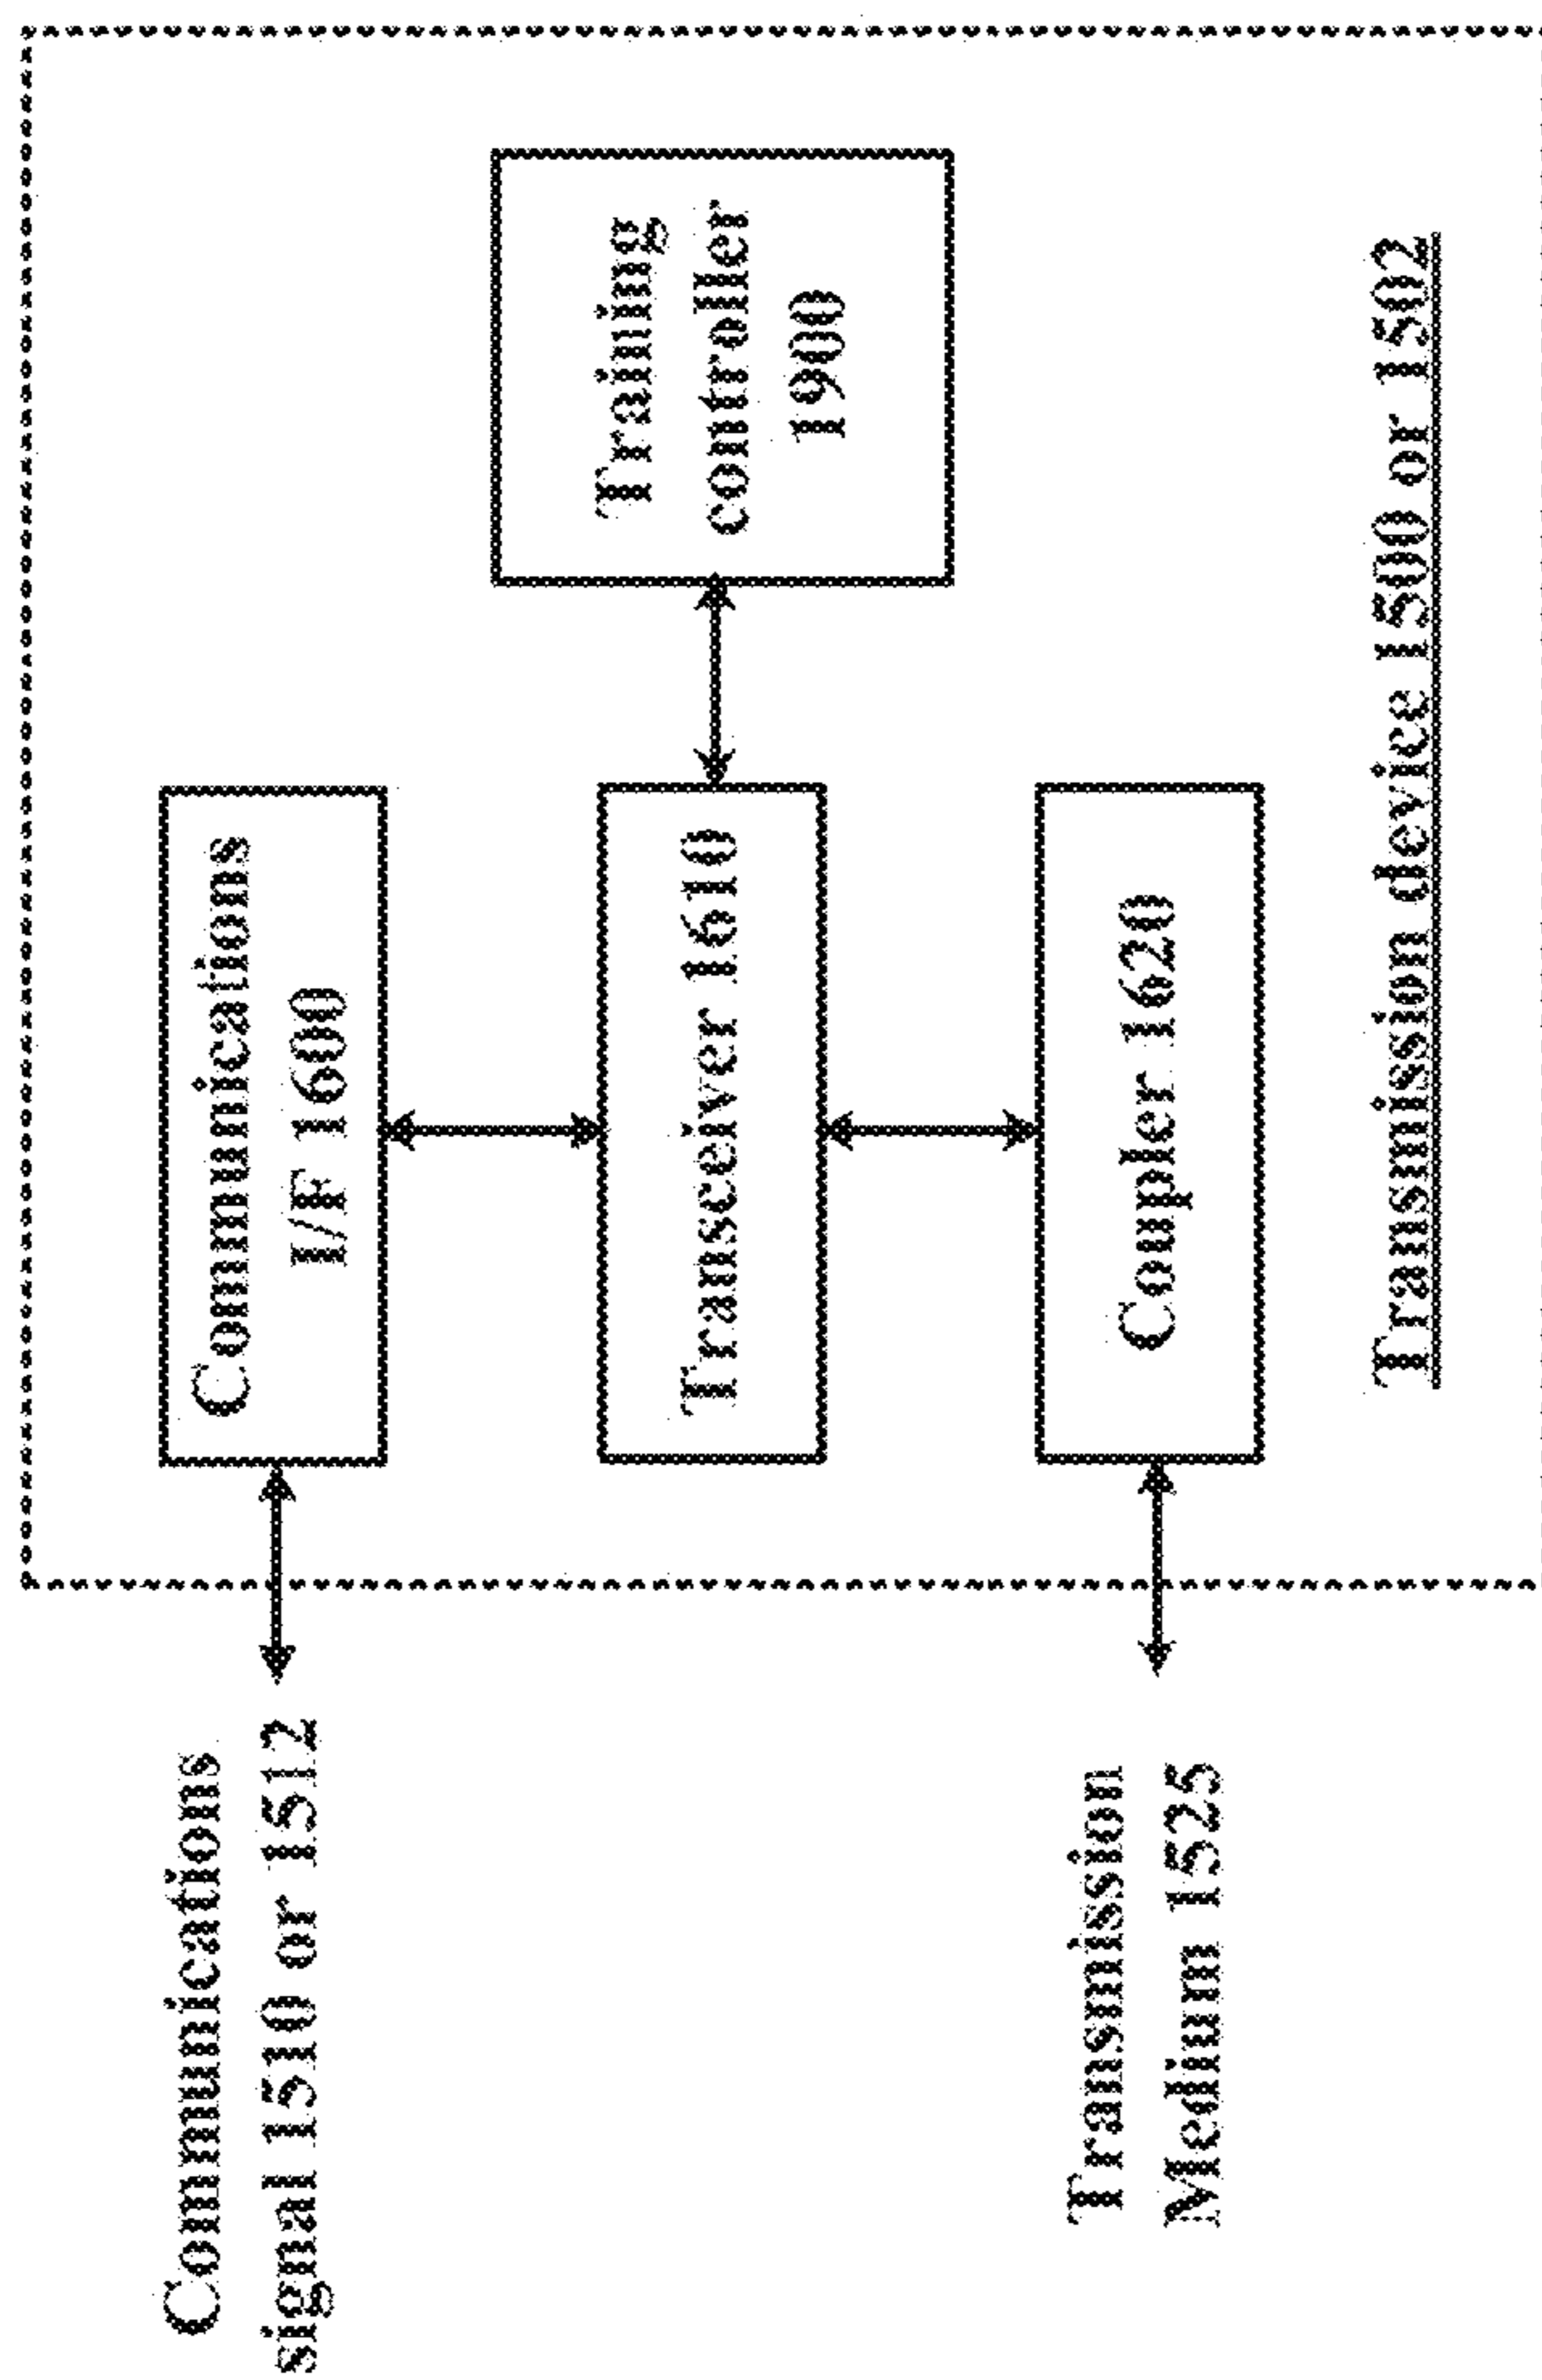 Communications
signal 1510 or 1512
Communications
I/F 1600
Transceiver 1610
Training
controller
1900
Transmission
Medium 1525
Coupler 1620
Transmission device 1500 or 1502